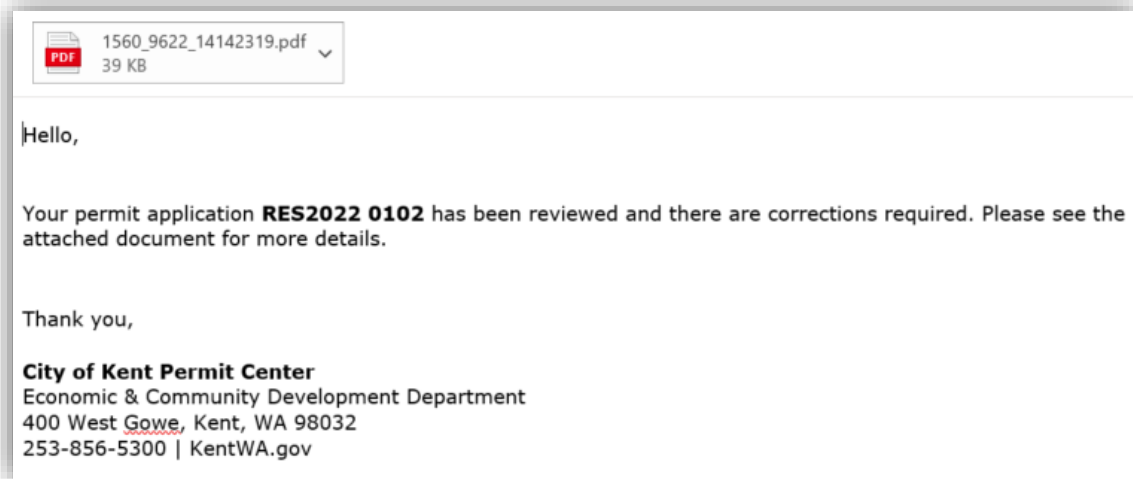 PDF
1560_9622_14142319.pdf
39 KB
Hello,
Your permit application RES2022 0102 has been reviewed and there are corrections required. Please see the
attached document for more details.
Thank you,
City of Kent Permit Center
Economic & Community Development Department
400 West Gowe, Kent, WA 98032
253-856-5300 | KentWA.gov